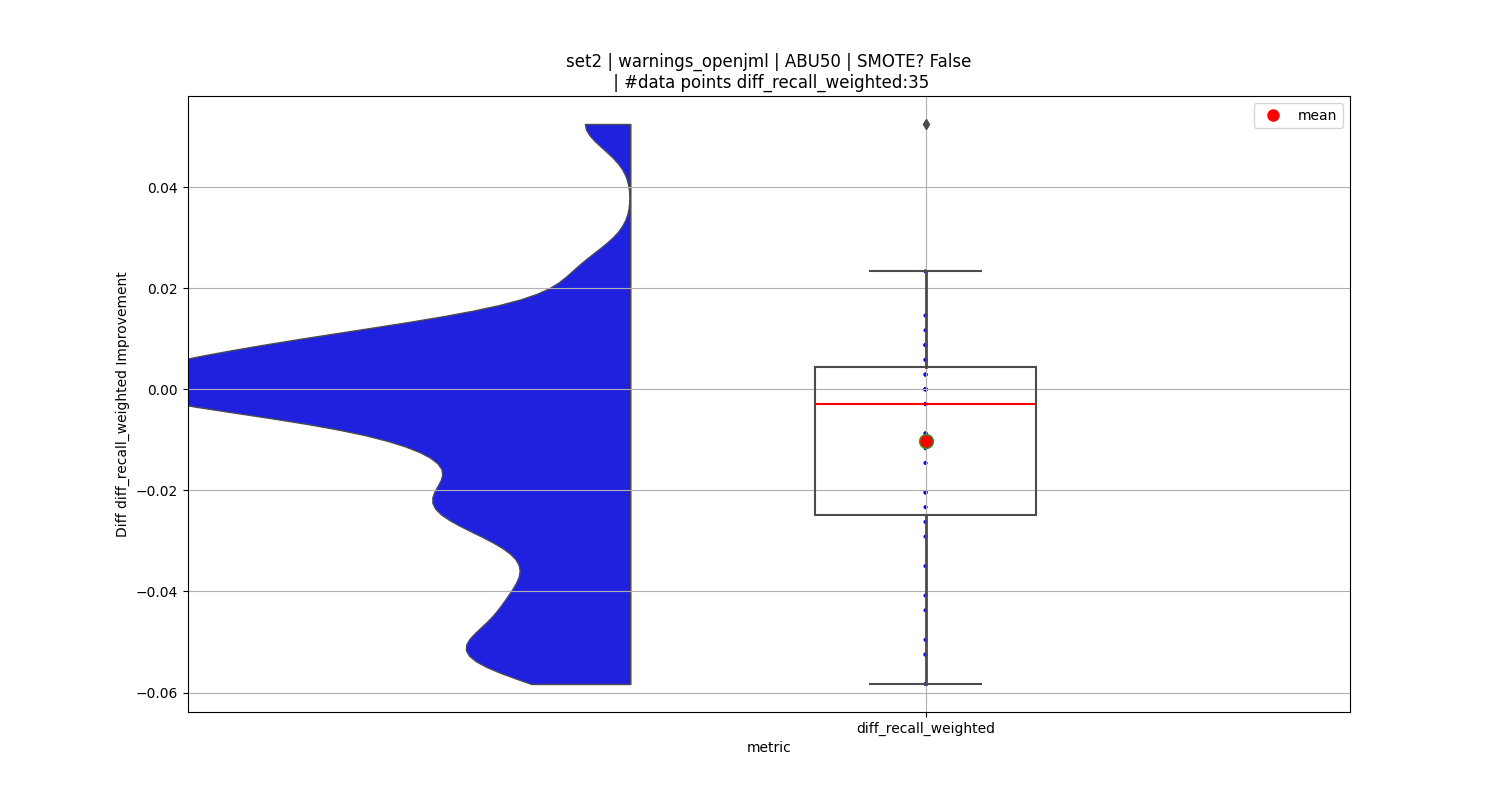 set2 | warnings_openjml | ABU50 | SMOTE? False
| #data points diff_recall_weighted:35
mean
0.04
0.02
0.00
−0.02
−0.04
−0.06
Diff diff_recall_weighted Improvement
diff_recall_weighted
metric